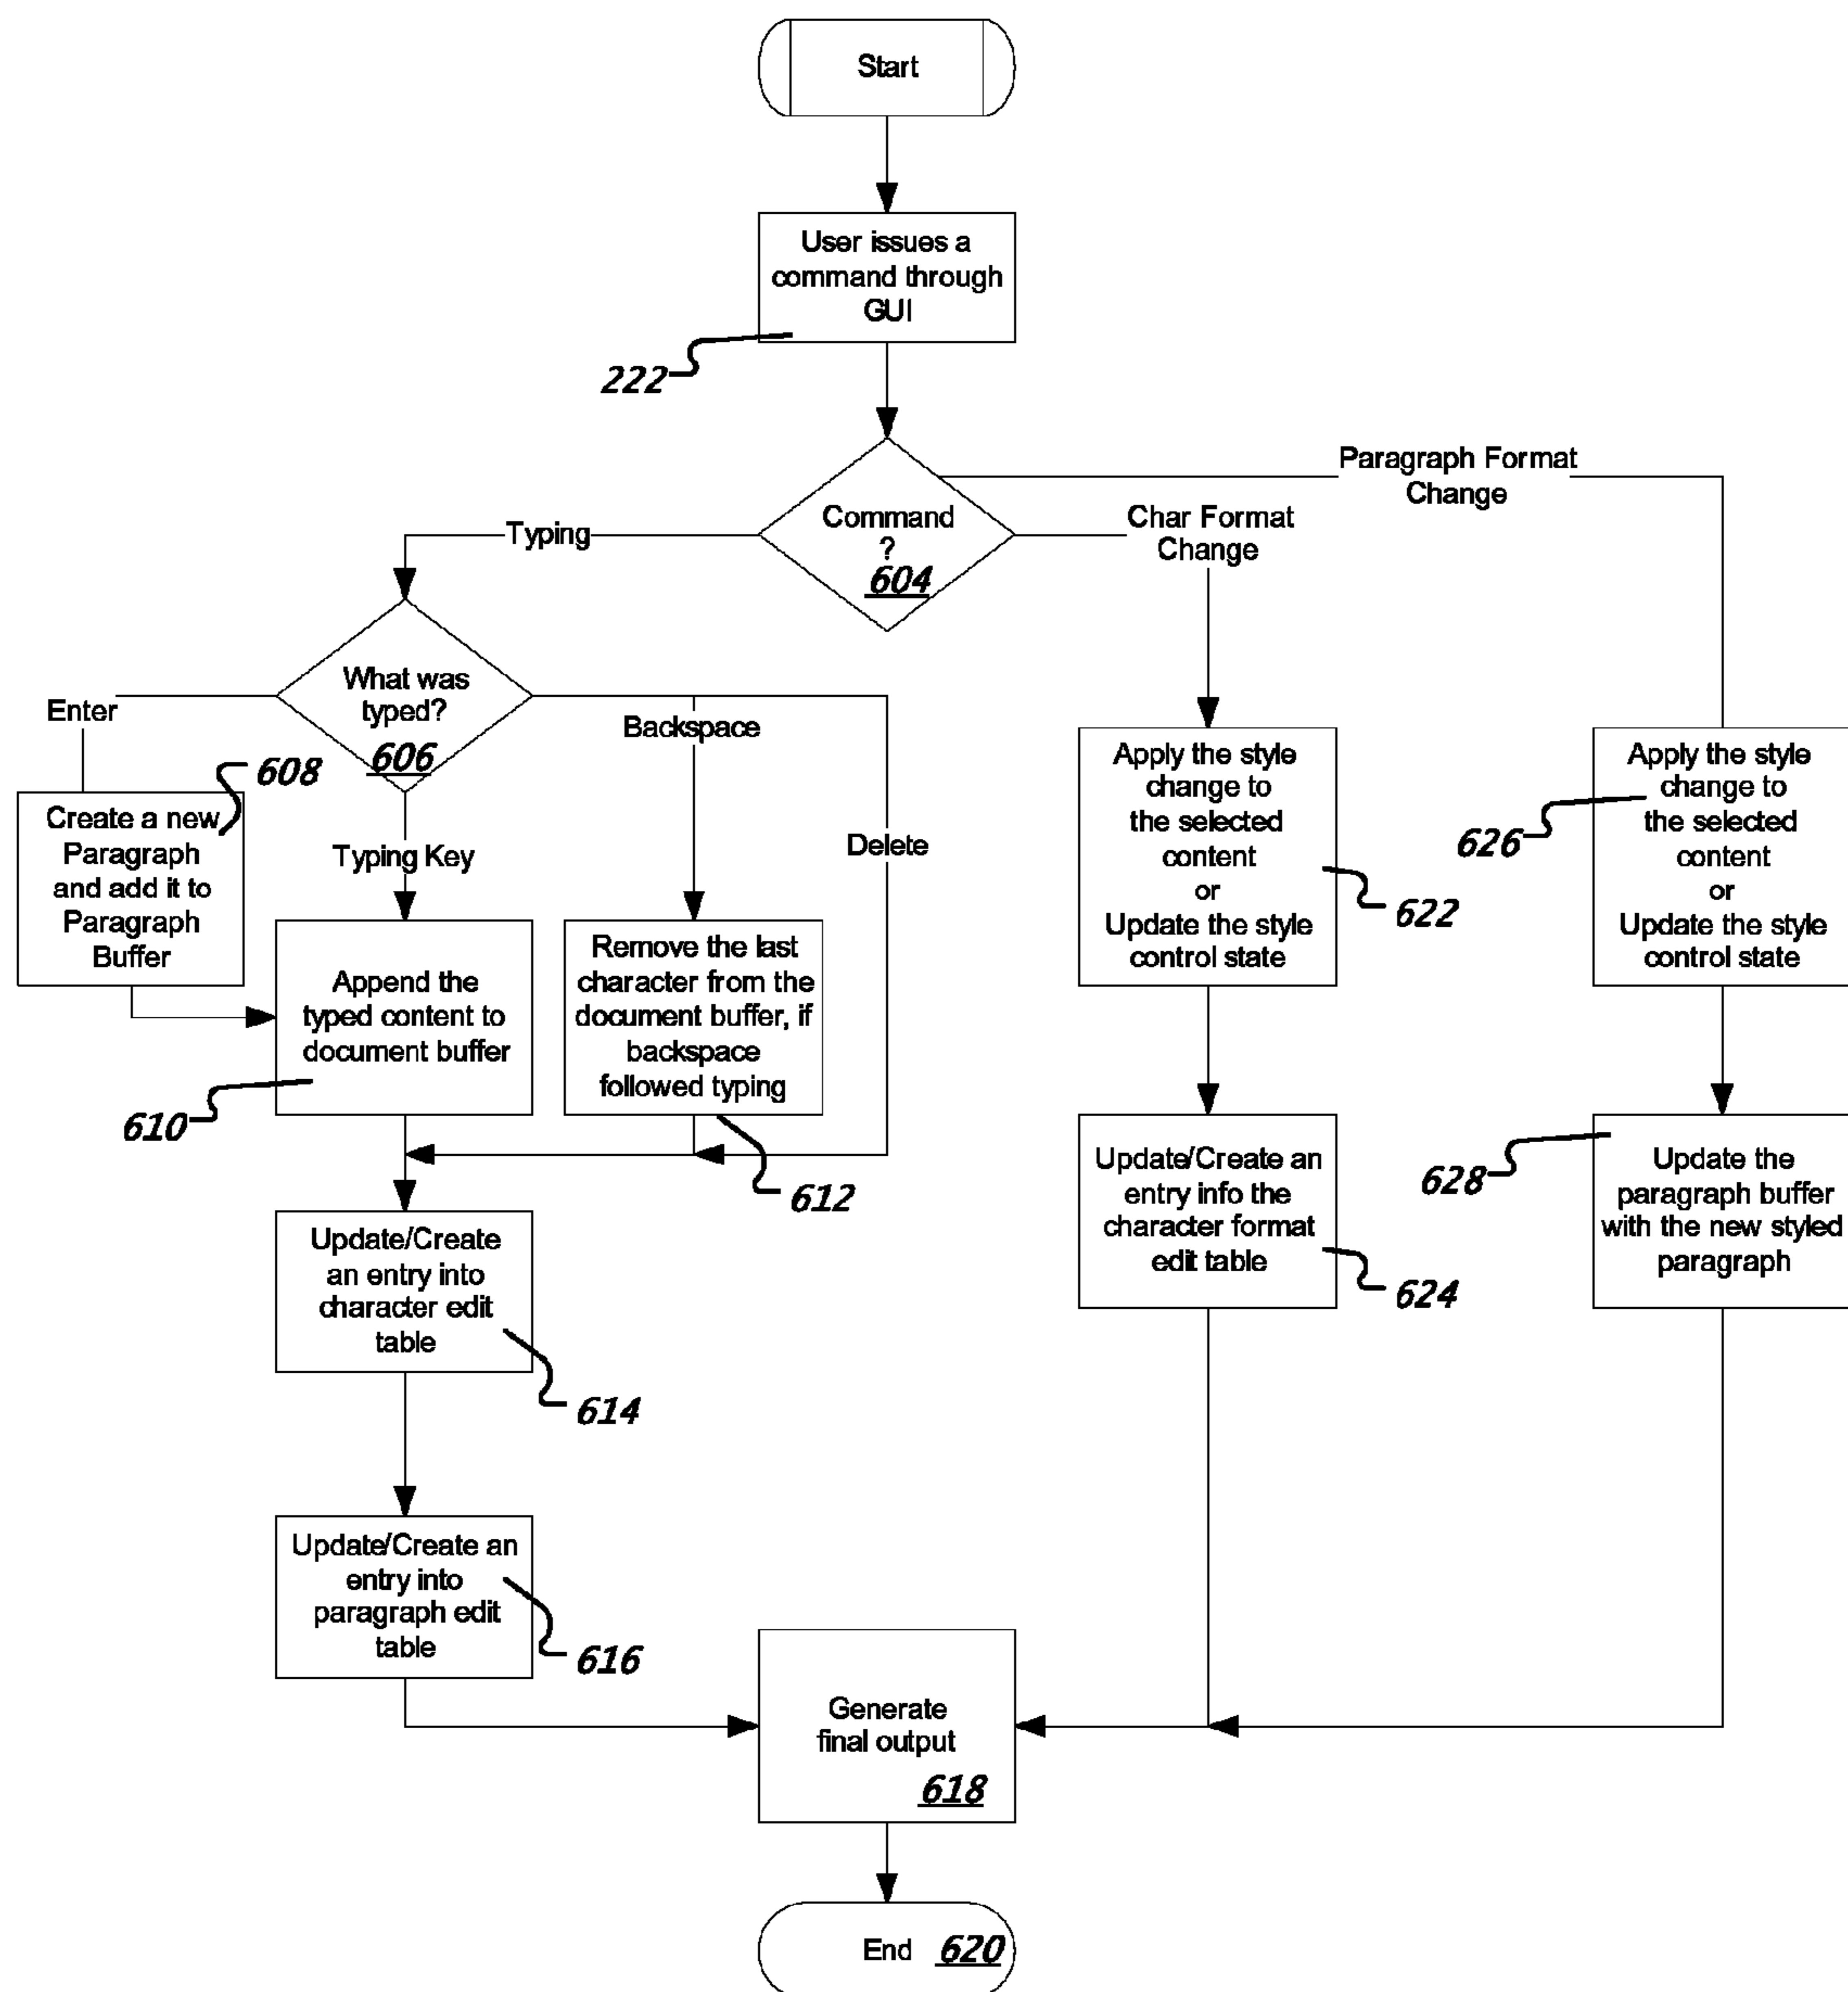 Start
User issues a
command through
GUI
222
Command
?
604
Typing
Char Format
Change
Paragraph Format
Change
What was
typed?
606
Enter
608
Create a new
Paragraph
and add it to
Paragraph
Buffer
Typing Key
Backspace
Delete
Append the
typed content to
document buffer
610
Remove the last
character from the
document buffer, if
backspace
followed typing
612
Update/Create
an entry into
character edit
table
614
Update/Create an
entry into
paragraph edit
table
616
Apply the style
change to
the selected
content
or
Update the style
control state
622
Update/Create an
entry info the
character format
edit table
624
Apply the style
change to
the selected
content
or
Update the style
control state
626
Update the
paragraph buffer
with the new styled
paragraph
628
Generate
final output
618
End 620